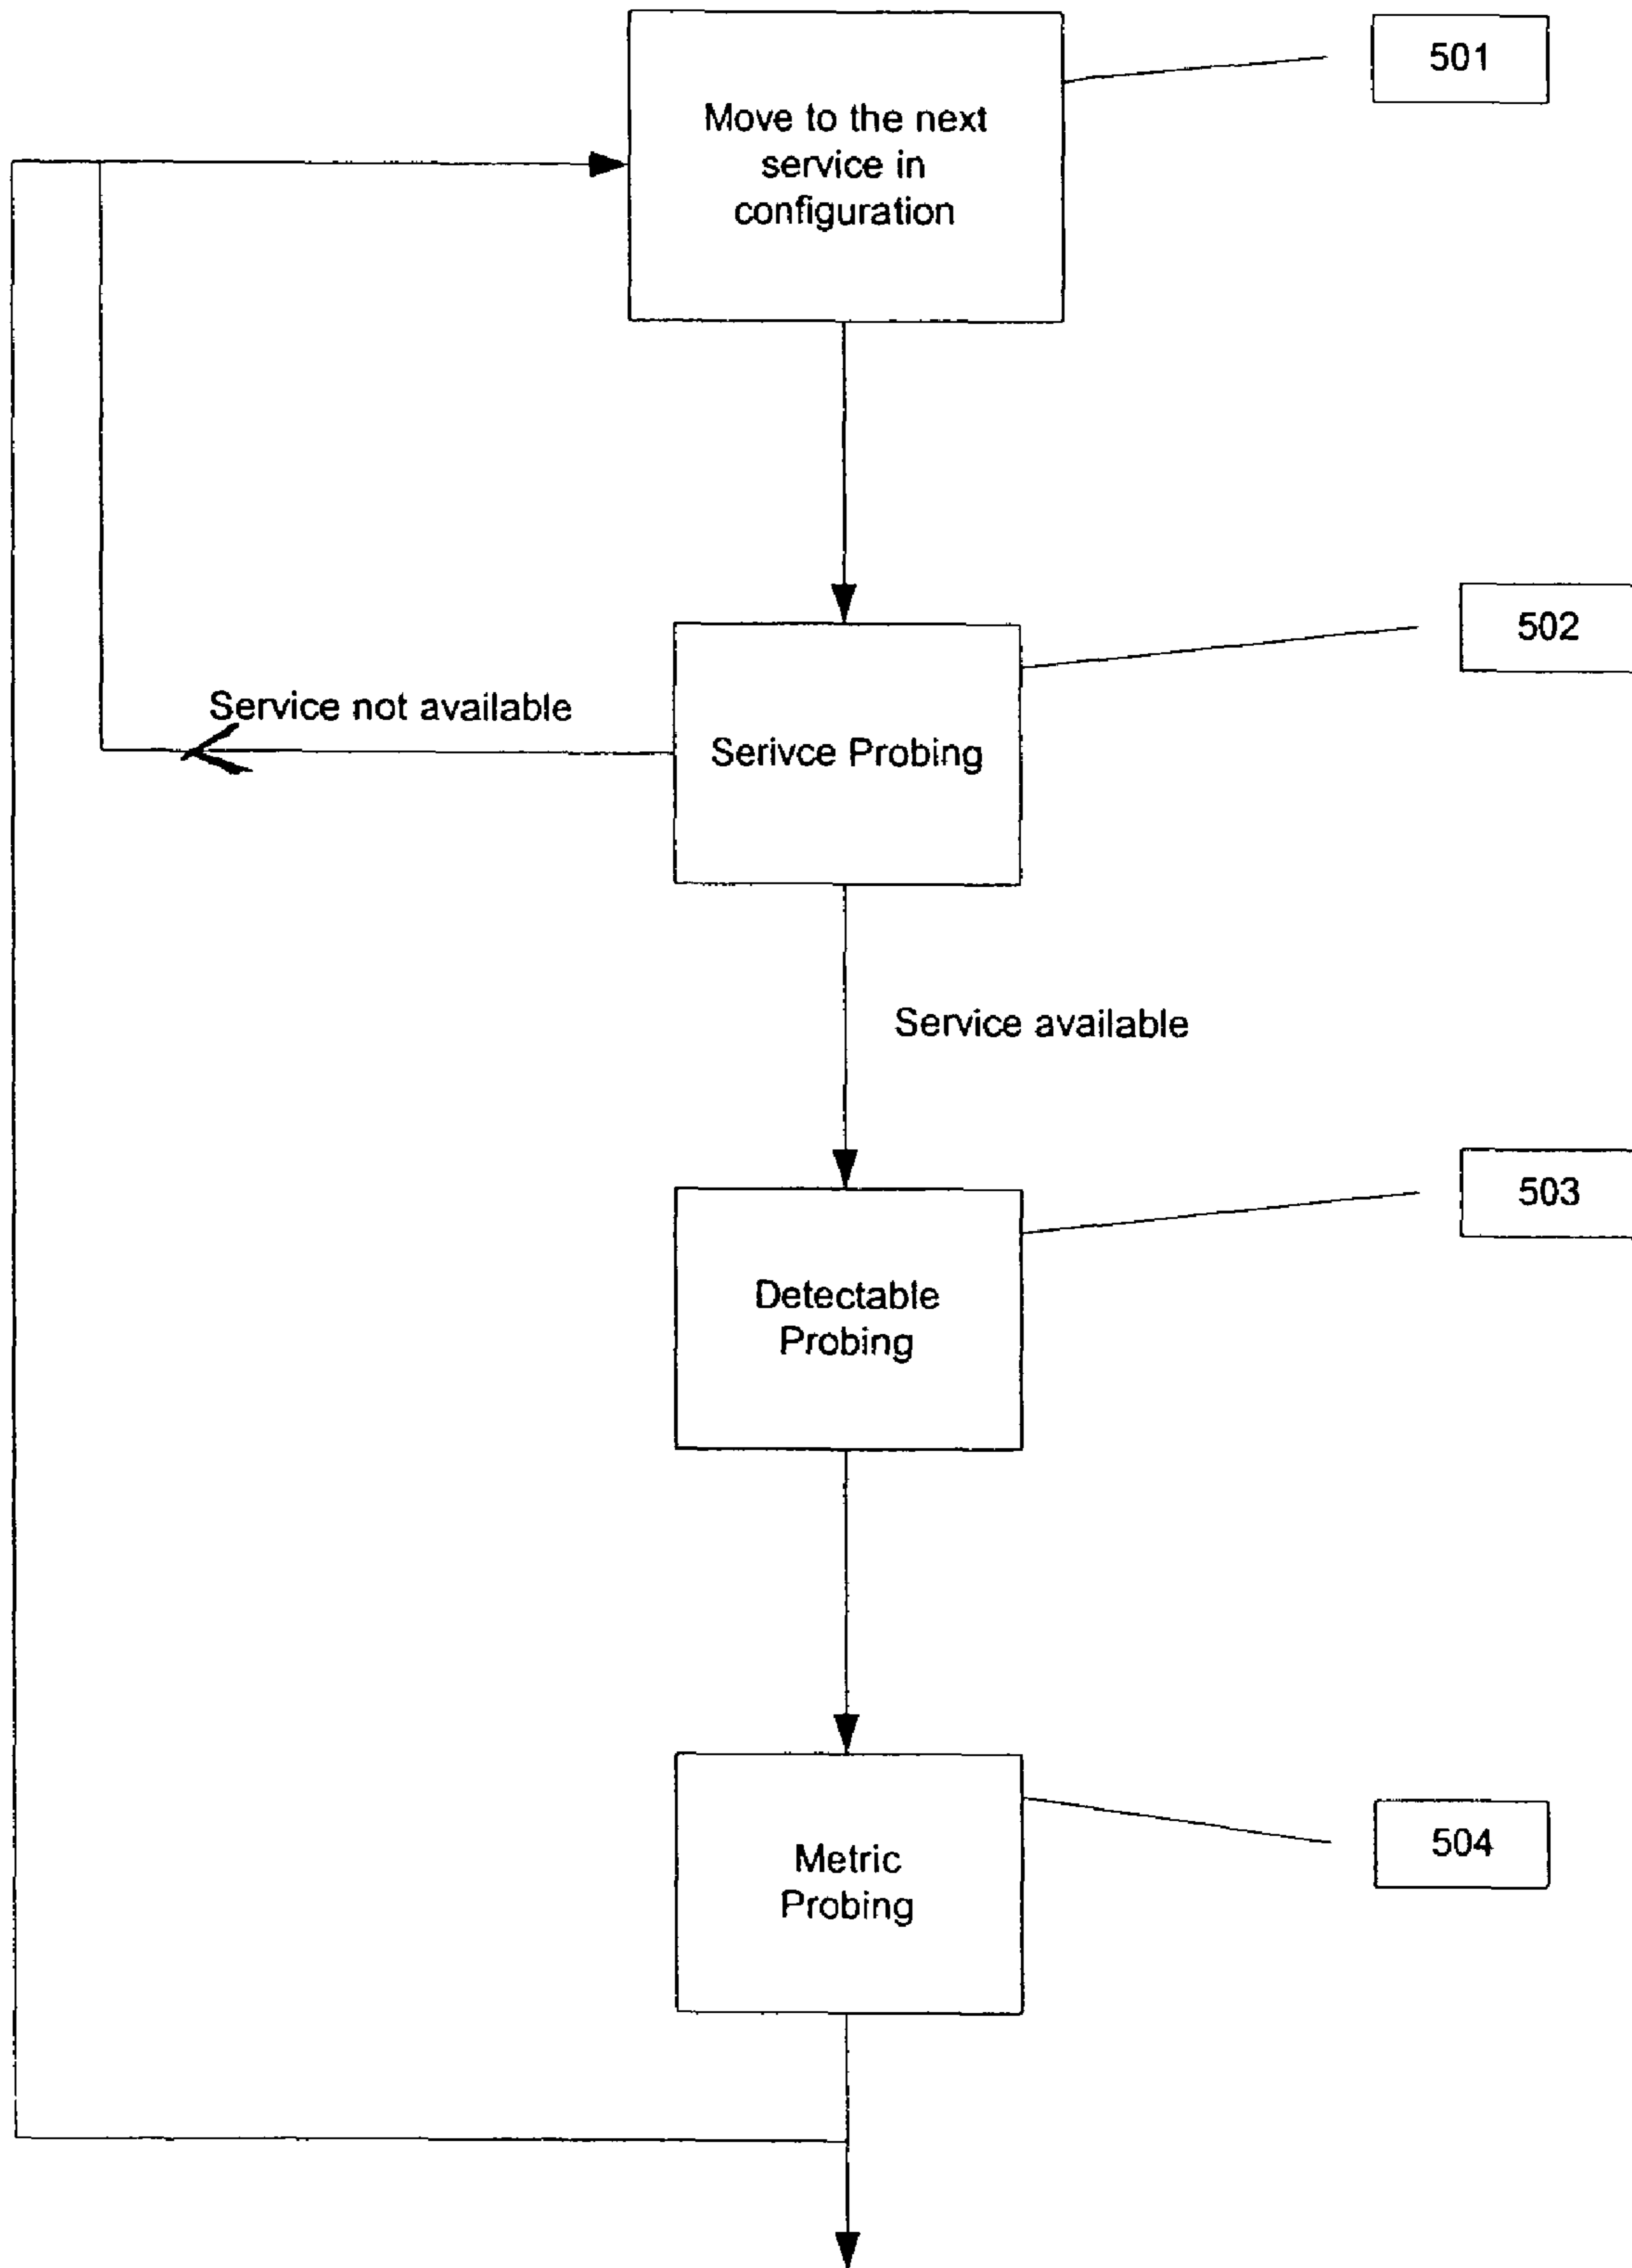 501
Move to the next
service in
configuration
502
Service not available
Serivce Probing
Service available
503
Detectable
Probing
504
Metric
Probing